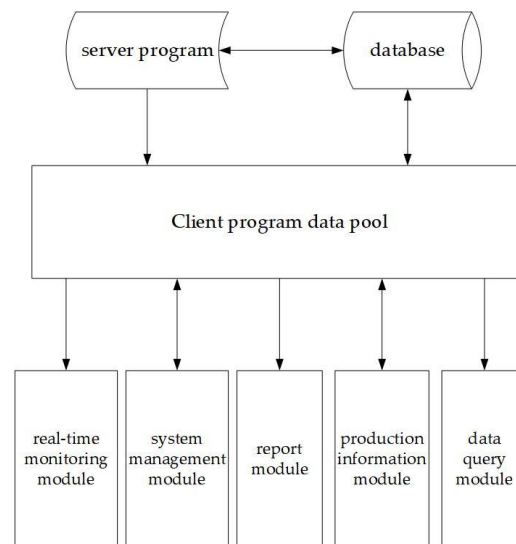 server program
database
Client program data pool
real-time
monitoring
module
system
management
module
report
module
production
information
module
data
query
module